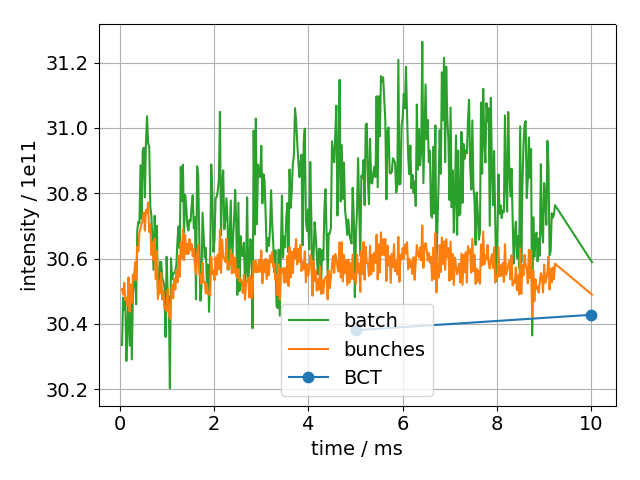 31.2
31.0
30.8
30.6
30.4
30.2
intensity / 1e11
batch
bunches
BCT
0 2 4 6 8 10
time / ms